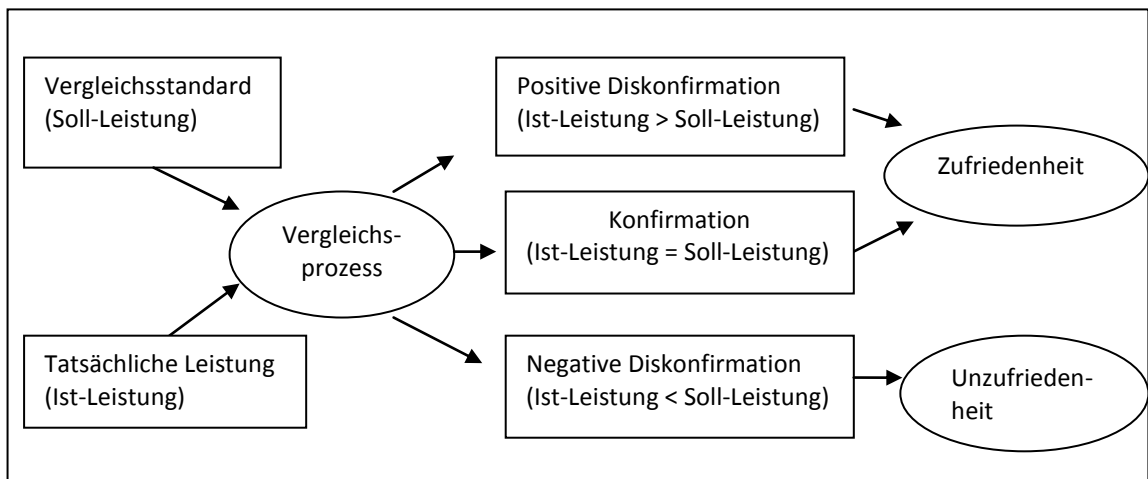 Vergleichsstandard
(Soll-Leistung)
Tatsächliche Leistung
(Ist-Leistung)
Vergleichs-
prozess
Positive Diskonfirmation
(Ist-Leistung > Soll-Leistung)
Konfirmation
(Ist-Leistung = Soll-Leistung)
Negative Diskonfirmation
(Ist-Leistung < Soll-Leistung)
Zufriedenheit
Unzufrieden-
heit